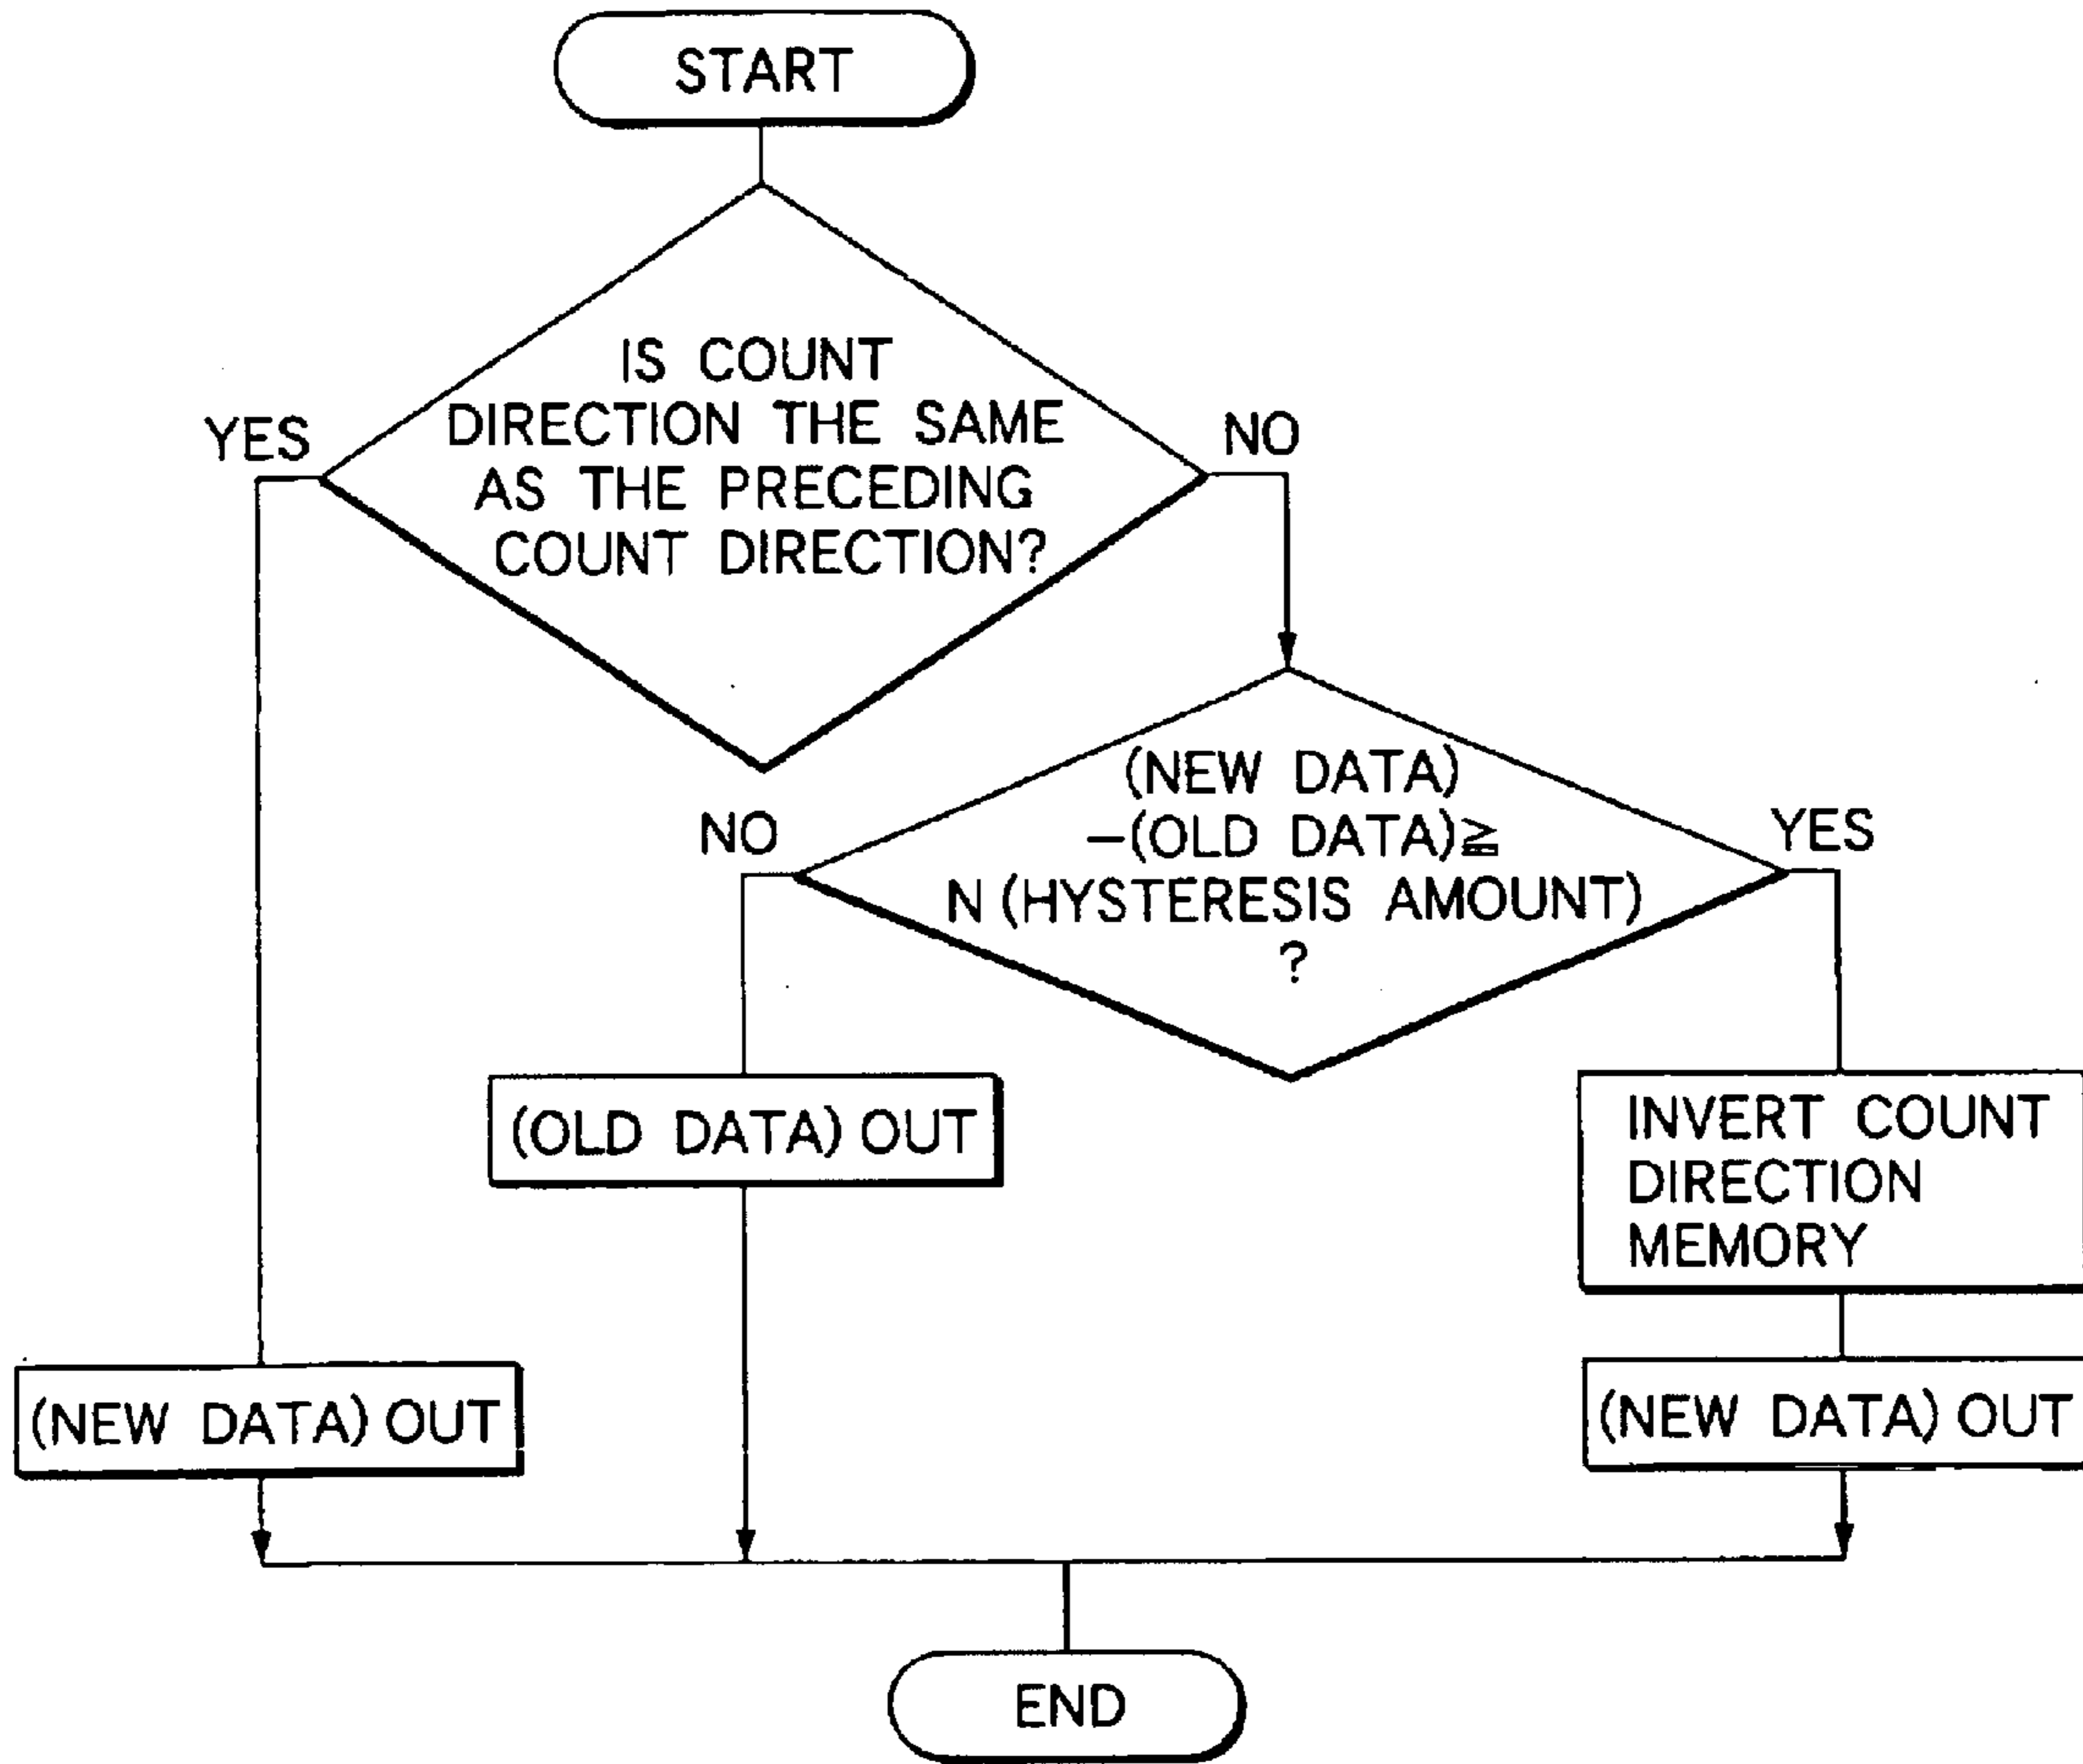 START
IS COUNT
DIRECTION THE SAME
AS THE PRECEDING
COUNT DIRECTION?
YES
NO
(NEW DATA)
−(OLD DATA)≧
N (HYSTERESIS AMOUNT)
?
NO
YES
(OLD DATA) OUT
INVERT COUNT
DIRECTION
MEMORY
(NEW DATA) OUT
(NEW DATA) OUT
END